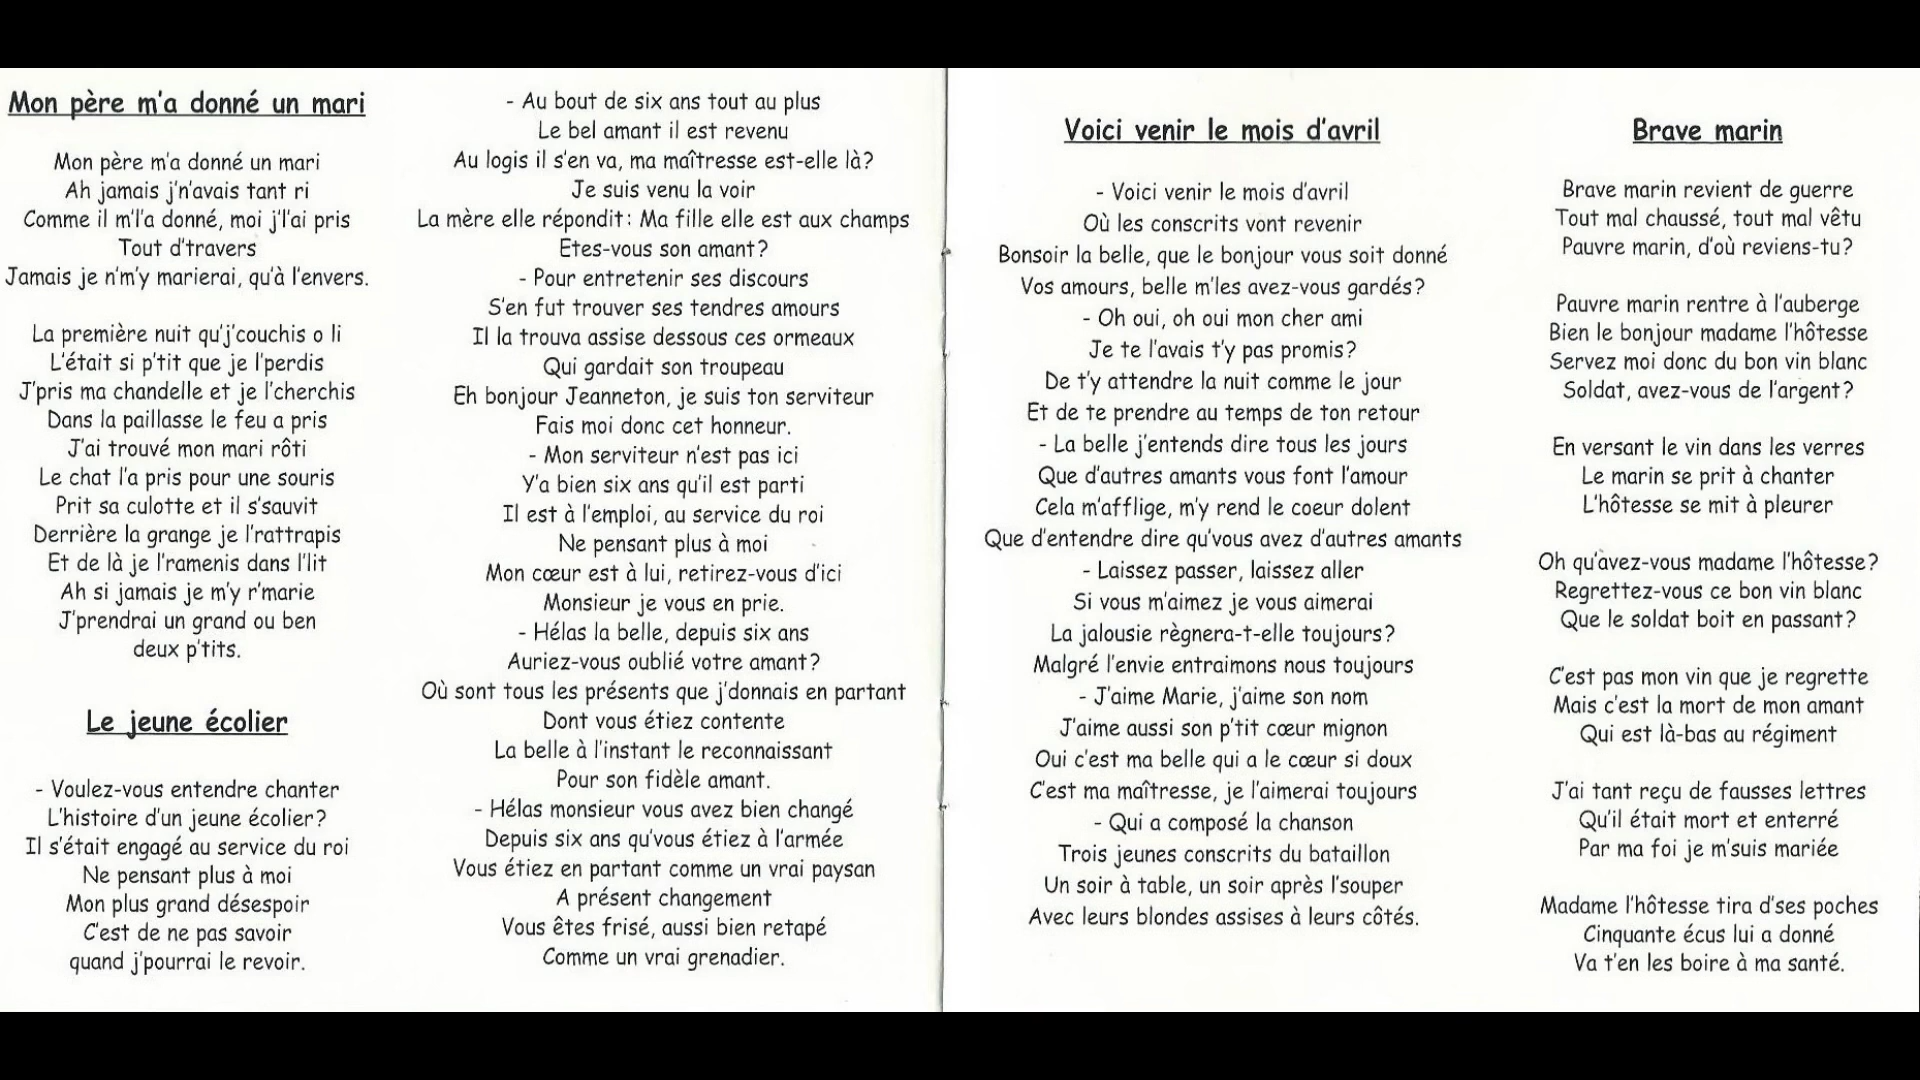 Mon père m'a donné un mari
Mon père m'a donné un mari
Ah jamais j'n'avais tant ri
Comme il m'l'a donné, moi j'l'ai pris
Tout d'travers
Jamais je n'm'y marierai, qu'à l'envers.
La première nuit qu'j'couchis o li
L'était si p'tit que je l'perdis
J'pris ma chandelle et je l'cherchis
Dans la paillasse le feu a pris
J'ai trouvé mon mari rôti
Le chat l'a pris pour une souris
Prit sa culotte et il s'sauvit
Derrière la grange je l'rattrapis
Et de là je l'ramenis dans l'lit
Ah si jamais je m'y r'marie
J'prendrai un grand ou ben
deux p'tits.
Le jeune écolier
- Voulez-vous entendre chanter
L'histoire d'un jeune écolier?
Il s'était engagé au service du roi
Ne pensant plus à moi
Mon plus grand désespoir
C'est de ne pas savoir
quand j'pourrai le revoir.
- Au bout de six ans tout au plus
Le bel amant il est revenu
Au logis il s'en va, ma maîtresse est-elle là?
Je suis venu la voir
La mère elle répondit: Ma fille elle est aux champs
Etes-vous son amant?
- Pour entretenir ses discours
S'en fut trouver ses tendres amours
Il la trouva assise dessous ces ormeaux
Qui gardait son troupeau
Eh bonjour Jeanneton, je suis ton serviteur
Fais moi donc cet honneur.
- Mon serviteur n'est pas ici
Y'a bien six ans qu'il est parti
Il est à l'emploi, au service du roi
Ne pensant plus à moi
Mon cœur est à lui, retirez-vous d'ici
Monsieur je vous en prie.
- Hélas la belle, depuis six ans
Auriez-vous oublié votre amant?
Où sont tous les présents que j'donnais en partant
Dont vous étiez contente
La belle à l'instant le reconnaissant
Pour son fidèle amant.
- Hélas monsieur vous avez bien changé
Depuis six ans qu'vous étiez à l'armée
Vous étiez en partant comme un vrai paysan
A présent changement
Vous êtes frisé, aussi bien retapé
Comme un vrai grenadier.
Voici venir le mois d'avril
- Voici venir le mois d'avril
Où les conscrits vont revenir
Bonsoir la belle, que le bonjour vous soit donné
Vos amours, belle m'les avez-vous gardés?
- Oh oui, oh oui mon cher ami
Je te l'avais t'y pas promis?
De t'y attendre la nuit comme le jour
Et de te prendre au temps de ton retour
- La belle j'entends dire tous les jours
Que d'autres amants vous font l'amour
Cela m'afflige, m'y rend le coeur dolent
Que d'entendre dire qu'vous avez d'autres amants
- Laissez passer, laissez aller
Si vous m'aimez je vous aimerai
La jalousie règnera-t-elle toujours?
Malgré l'envie entraimons nous toujours
- J'aime Marie, j'aime son nom
J'aime aussi son p'tit cœur mignon
Oui c'est ma belle qui a le cœur si doux
C'est ma maîtresse, je l'aimerai toujours
- Qui a composé la chanson
Trois jeunes conscrits du bataillon
Un soir à table, un soir après l'souper
Avec leurs blondes assises à leurs côtés.
Brave marin
Brave marin revient de guerre
Tout mal chaussé, tout mal vêtu
Pauvre marin, d'où reviens-tu?
Pauvre marin rentre à l'auberge
Bien le bonjour madame l'hôtesse
Servez moi donc du bon vin blanc
Soldat, avez-vous de l'argent?
En versant le vin dans les verres
Le marin se prit à chanter
L'hôtesse se mit à pleurer
Oh qu'avez-vous madame l'hôtesse?
Regrettez-vous ce bon vin blanc
Que le soldat boit en passant?
C'est pas mon vin que je regrette
Mais c'est la mort de mon amant
Qui est là-bas au régiment
J'ai tant reçu de fausses lettres
Qu'il était mort et enterré
Par ma foi je m'suis mariée
Madame l'hôtesse tira d'ses poches
Cinquante écus lui a donné
Va t'en les boire à ma santé.